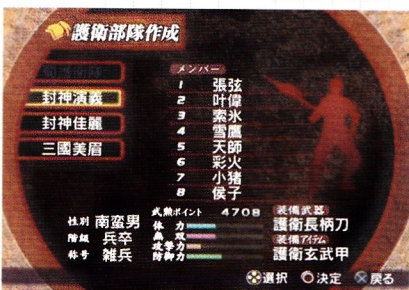 護衛部隊作成
封神演義
封神佳麗
三國美眉
メンバー
1 張弦
2 叶偉
3 索氷
4 雪鷹
5 天師
6 彩火
7 小猪
8 侯子
性別 南蛮男
階級 兵卒
称号 雑兵
武勲ポイント 4708
体力
無双
攻撃力
防御力
装備武器
護衛長柄刀
装備アイテム
護衛玄武甲
選択 決定 戻る